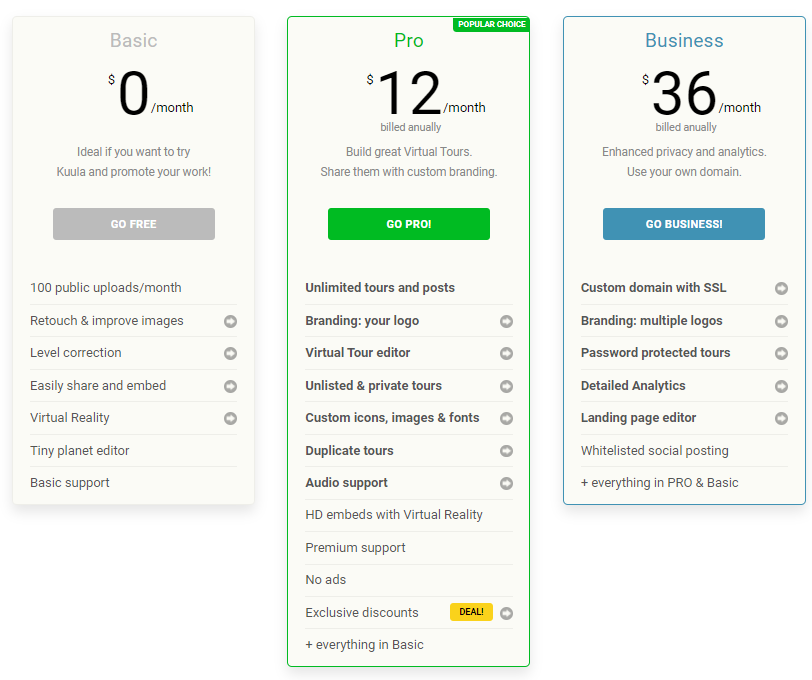 Basic
$ 0 /month
Ideal if you want to try
Kuula and promote your work!
GO FREE
100 public uploads/month
Retouch & improve images
Level correction
Easily share and embed
Virtual Reality
Tiny planet editor
Basic support
POPULAR CHOICE
Pro
$ 12 /month
billed anually
Build great Virtual Tours.
Share them with custom branding.
GO PRO!
Unlimited tours and posts
Branding: your logo
Virtual Tour editor
Unlisted & private tours
Custom icons, images & fonts
Duplicate tours
Audio support
HD embeds with Virtual Reality
Premium support
No ads
Exclusive discounts DEAL!
+ everything in Basic
Business
$ 36 /month
billed anually
Enhanced privacy and analytics.
Use your own domain.
GO BUSINESS!
Custom domain with SSL
Branding: multiple logos
Password protected tours
Detailed Analytics
Landing page editor
Whitelisted social posting
+ everything in PRO & Basic